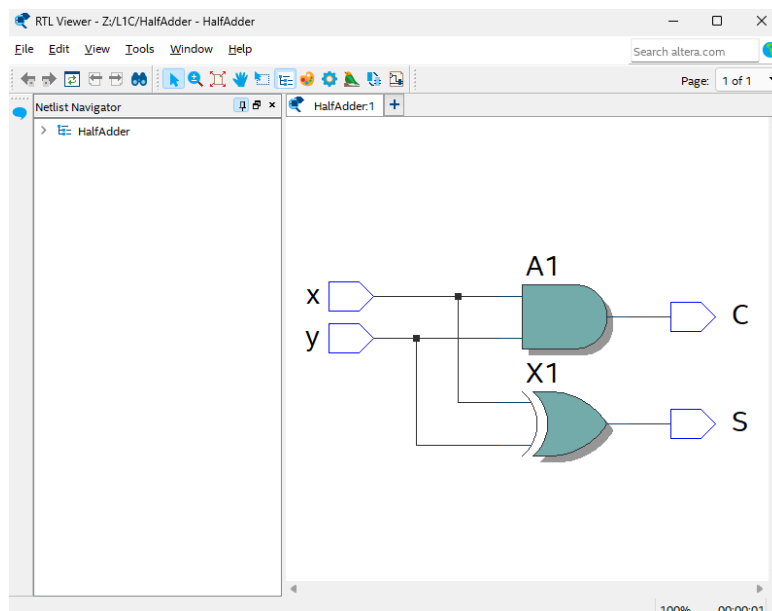 RTL Viewer - Z:/L1C/HalfAdder - HalfAdder
File Edit View Tools Window Help
Search altera.com
Page: 1 of 1
Netlist Navigator
HalfAdder:1
HalfAdder
A1
x
C
y
X1
S
100% 00:00:01